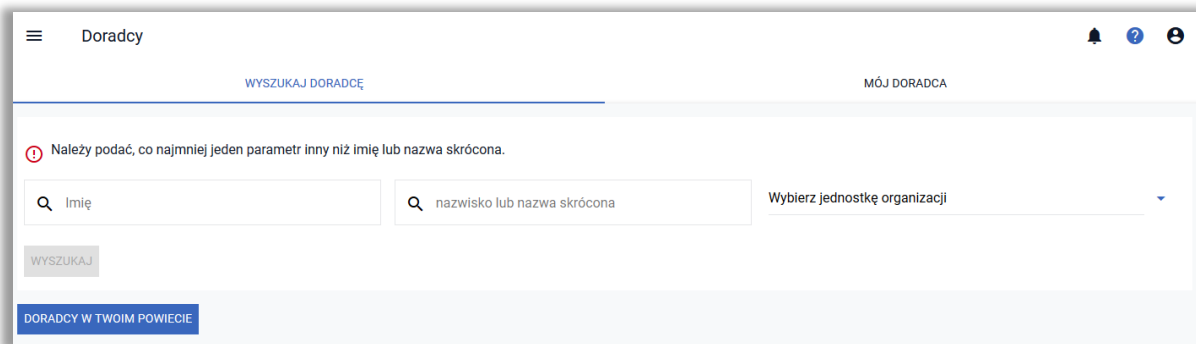 Doradcy
WYSZUKAJ DORADCĘ
MÓJ DORADCA
Należy podać, co najmniej jeden parametr inny niż imię lub nazwa skrócona.
Imię
nazwisko lub nazwa skrócona
Wybierz jednostkę organizacji
WYSZUKAJ
DORADCY W TWOIM POWIECIE